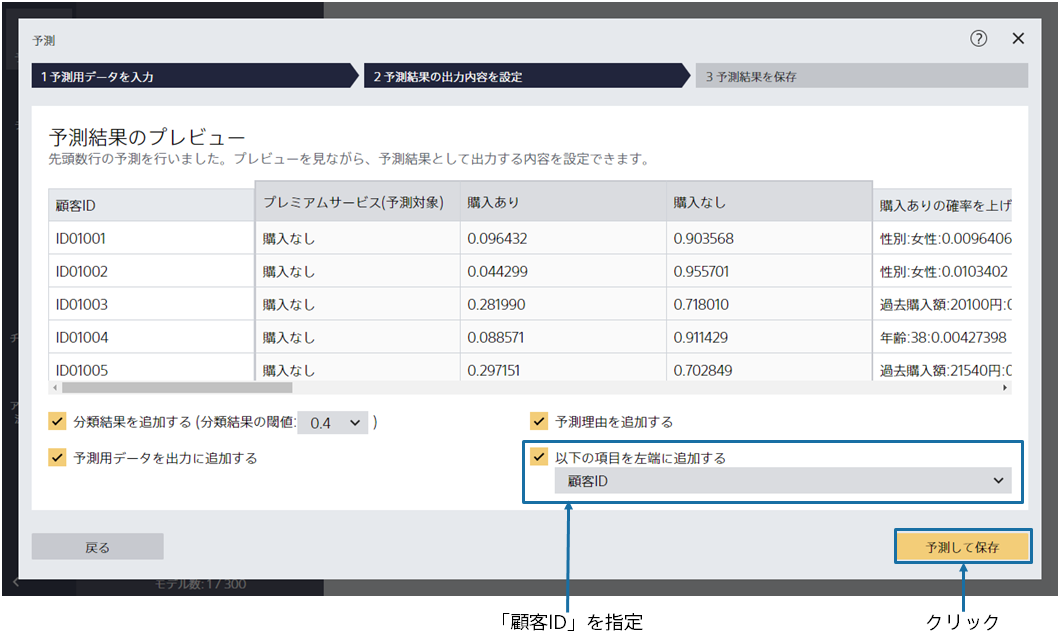 予測
1 予測用データを入力 2 予測結果の出力内容を設定 3 予測結果を保存
予測結果のプレビュー
先頭数行の予測を行いました。プレビューを見ながら、予測結果として出力する内容を設定できます。
顧客ID プレミアムサービス(予測対象) 購入あり 購入なし 購入ありの確率を上げ
ID01001 購入なし 0.096432 0.903568 性別:女性:0.0096406
ID01002 購入なし 0.044299 0.955701 性別:女性:0.0103402
ID01003 購入なし 0.281990 0.718010 過去購入額:20100円:0
ID01004 購入なし 0.088571 0.911429 年齢:38:0.00427398
ID01005 購入なし 0.297151 0.702849 過去購入額:21540円:0
分類結果を追加する (分類結果の閾値: 0.4 ) 予測理由を追加する
予測用データを出力に追加する 以下の項目を左端に追加する
顧客ID
戻る 予測して保存
モデル数: 1 / 300
「顧客ID」を指定 クリック